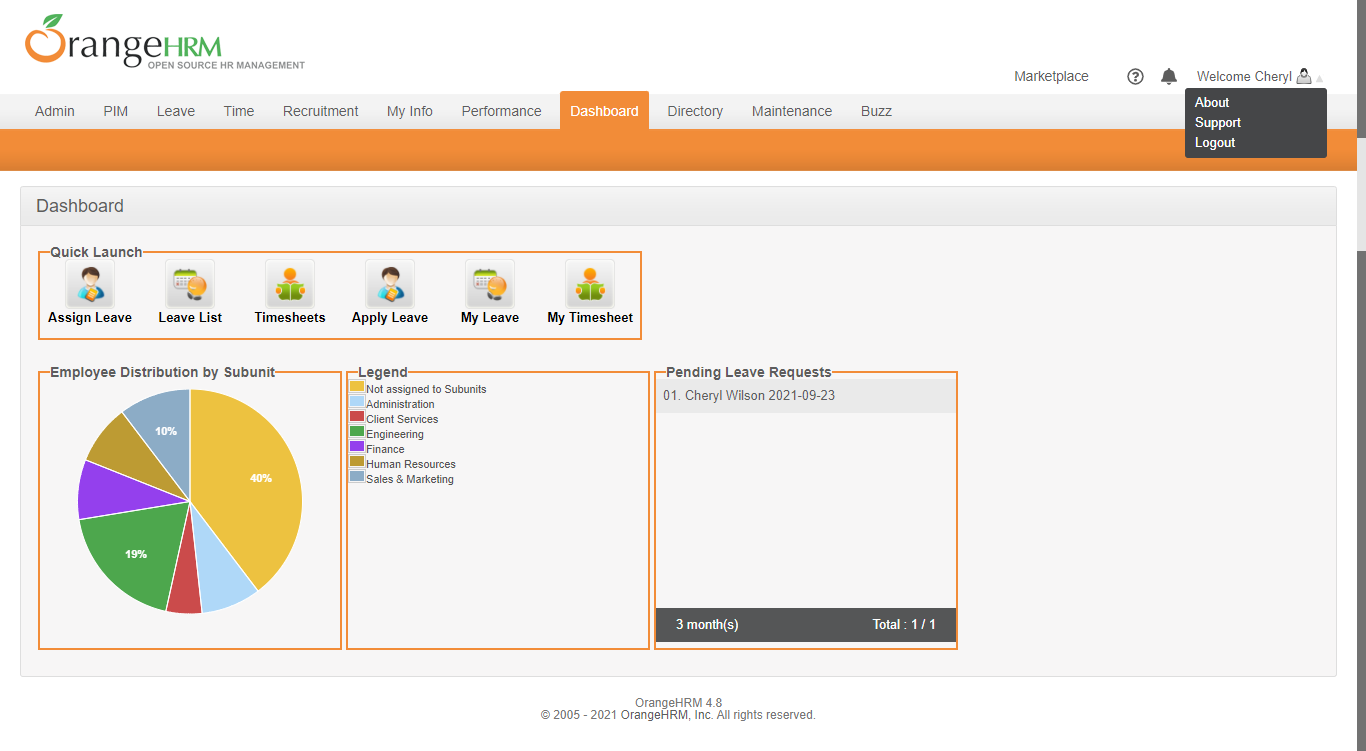 OrangeHRM
OPEN SOURCE HR MANAGEMENT
Marketplace ? Welcome Cheryl
About
Support
Logout
Admin PIM Leave Time Recruitment My Info Performance Dashboard Directory Maintenance Buzz
Dashboard
Quick Launch
Assign Leave Leave List Timesheets Apply Leave My Leave My Timesheet
Employee Distribution by Subunit
40%
19%
10%
Legend
Not assigned to Subunits
Administration
Client Services
Engineering
Finance
Human Resources
Sales & Marketing
Pending Leave Requests
01. Cheryl Wilson 2021-09-23
3 month(s) Total : 1 / 1
OrangeHRM 4.8
© 2005 - 2021 OrangeHRM, Inc. All rights reserved.